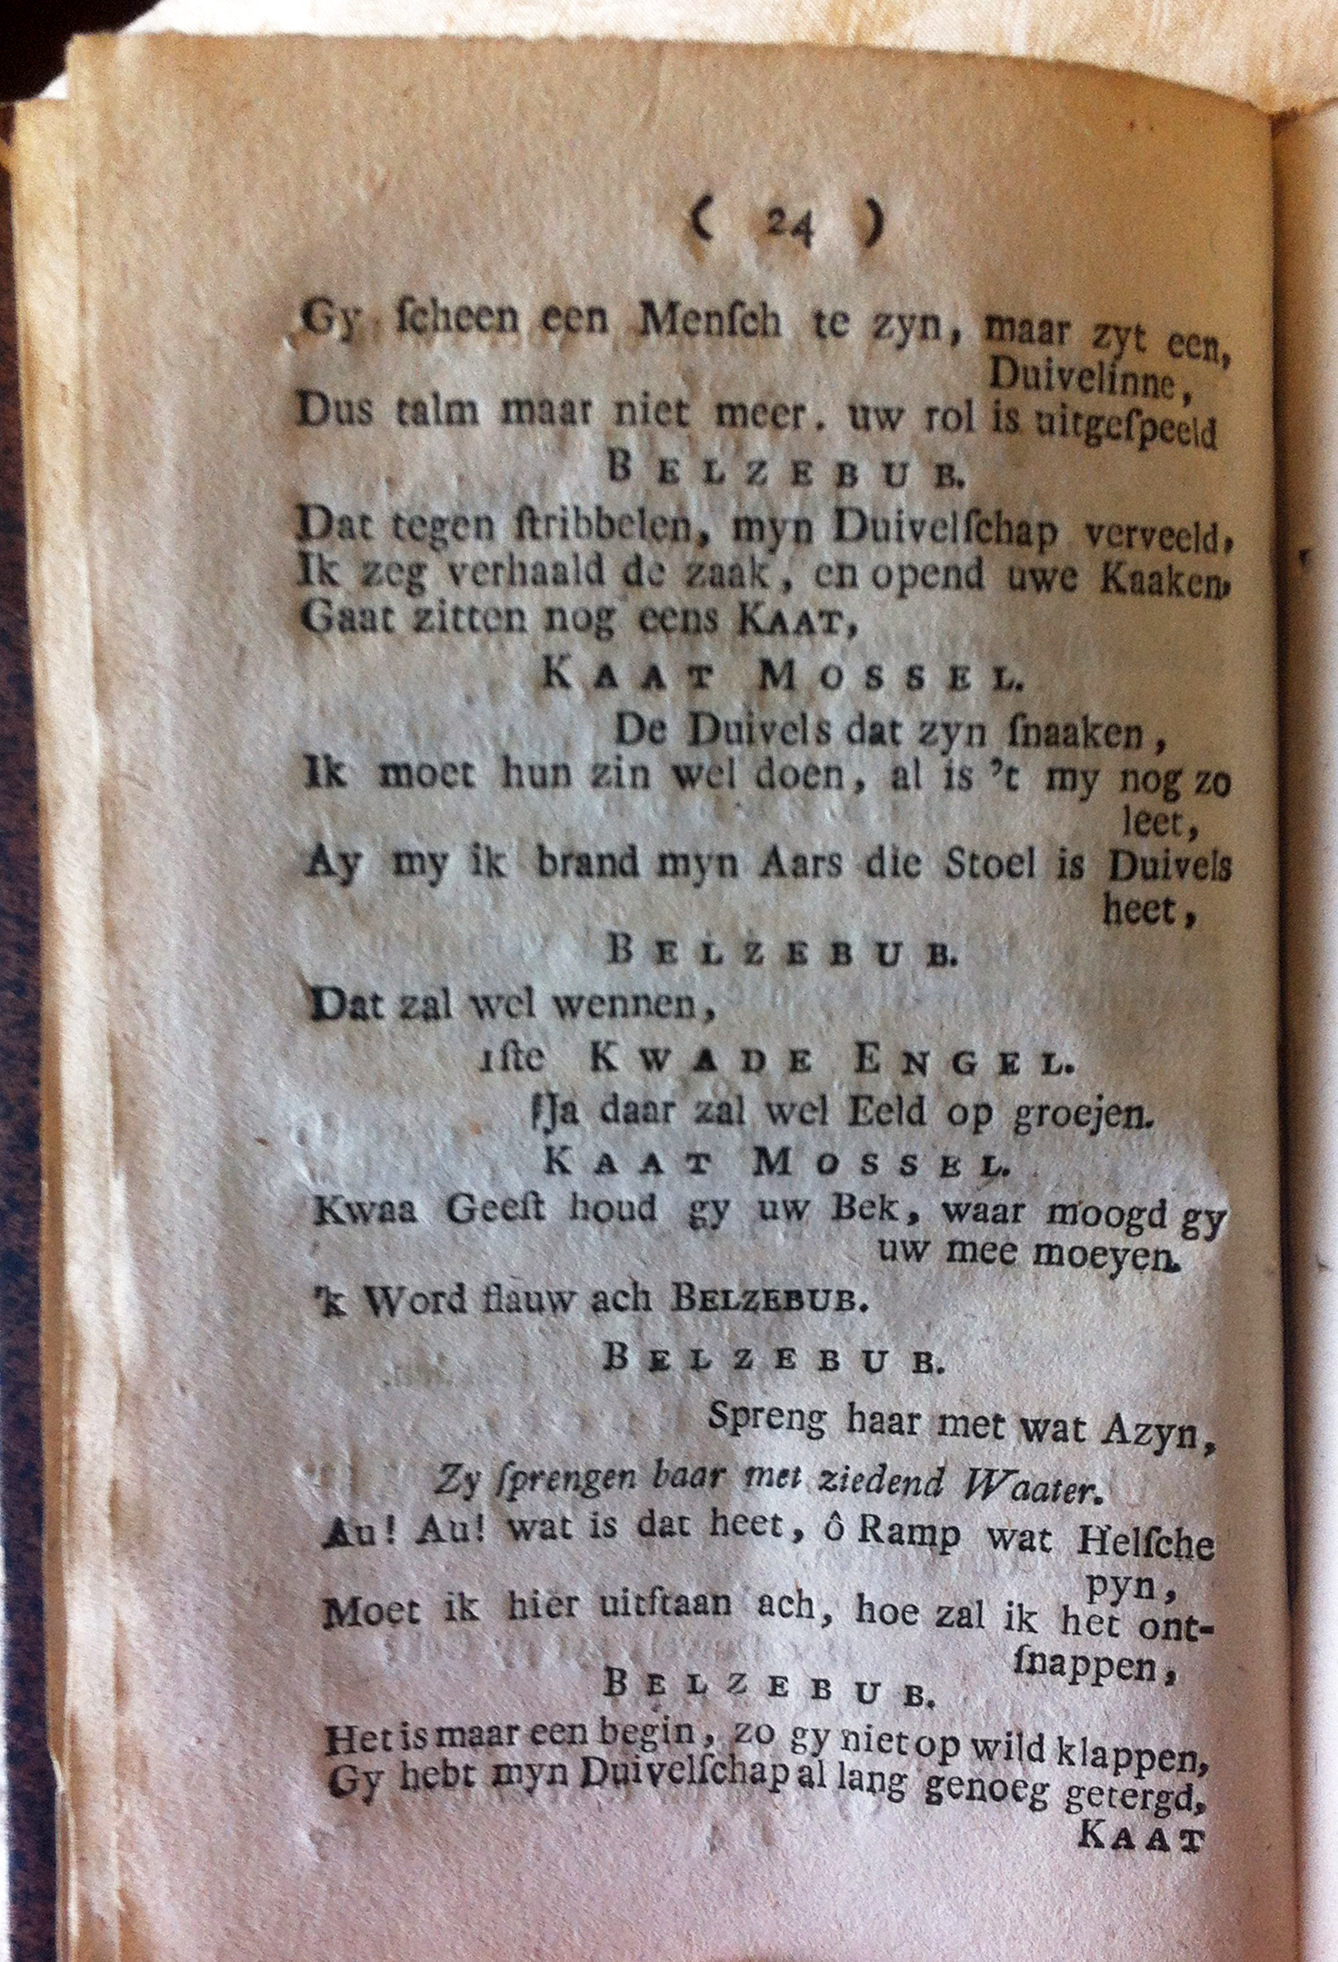 ( 24 )
Gy ſcheen een Menſch te zyn, maar zyt een,
Duivelinne,
Dus talm maar niet meer. uw rol is uitgeſpeeld
BELZEBUB.
Dat tegen ſtribbelen, myn Duivelſchap verveeld,
Ik zeg verhaald de zaak, en opend uwe Kaaken,
Gaat zitten nog eens KAAT,
KAAT MOSSEL.
De Duivels dat zyn ſnaaken,
Ik moet hun zin wel doen, al is 't my nog zo
leet,
Ay my ik brand myn Aars die Stoel is Duivels
heet,
BELZEBUB.
Dat zal wel wennen,
1ſte KWADE ENGEL.
Ja daar zal wel Eeld op groejen.
KAAT MOSSEL.
Kwaa Geeſt houd gy uw Bek, waar moogd gy
uw mee moeyen.
'k Word flauw ach BELZEBUB.
BELZEBUB.
Spreng haar met wat Azyn,
Zy ſprengen haar met ziedend Waater.
Au! Au! wat is dat heet, ô Ramp wat Helſche
pyn,
Moet ik hier uitſtaan ach, hoe zal ik het ont-
ſnappen,
BELZEBUB.
Het is maar een begin, zo gy niet op wild klappen,
Gy hebt myn Duivelſchap al lang genoeg getergd,
KAAT